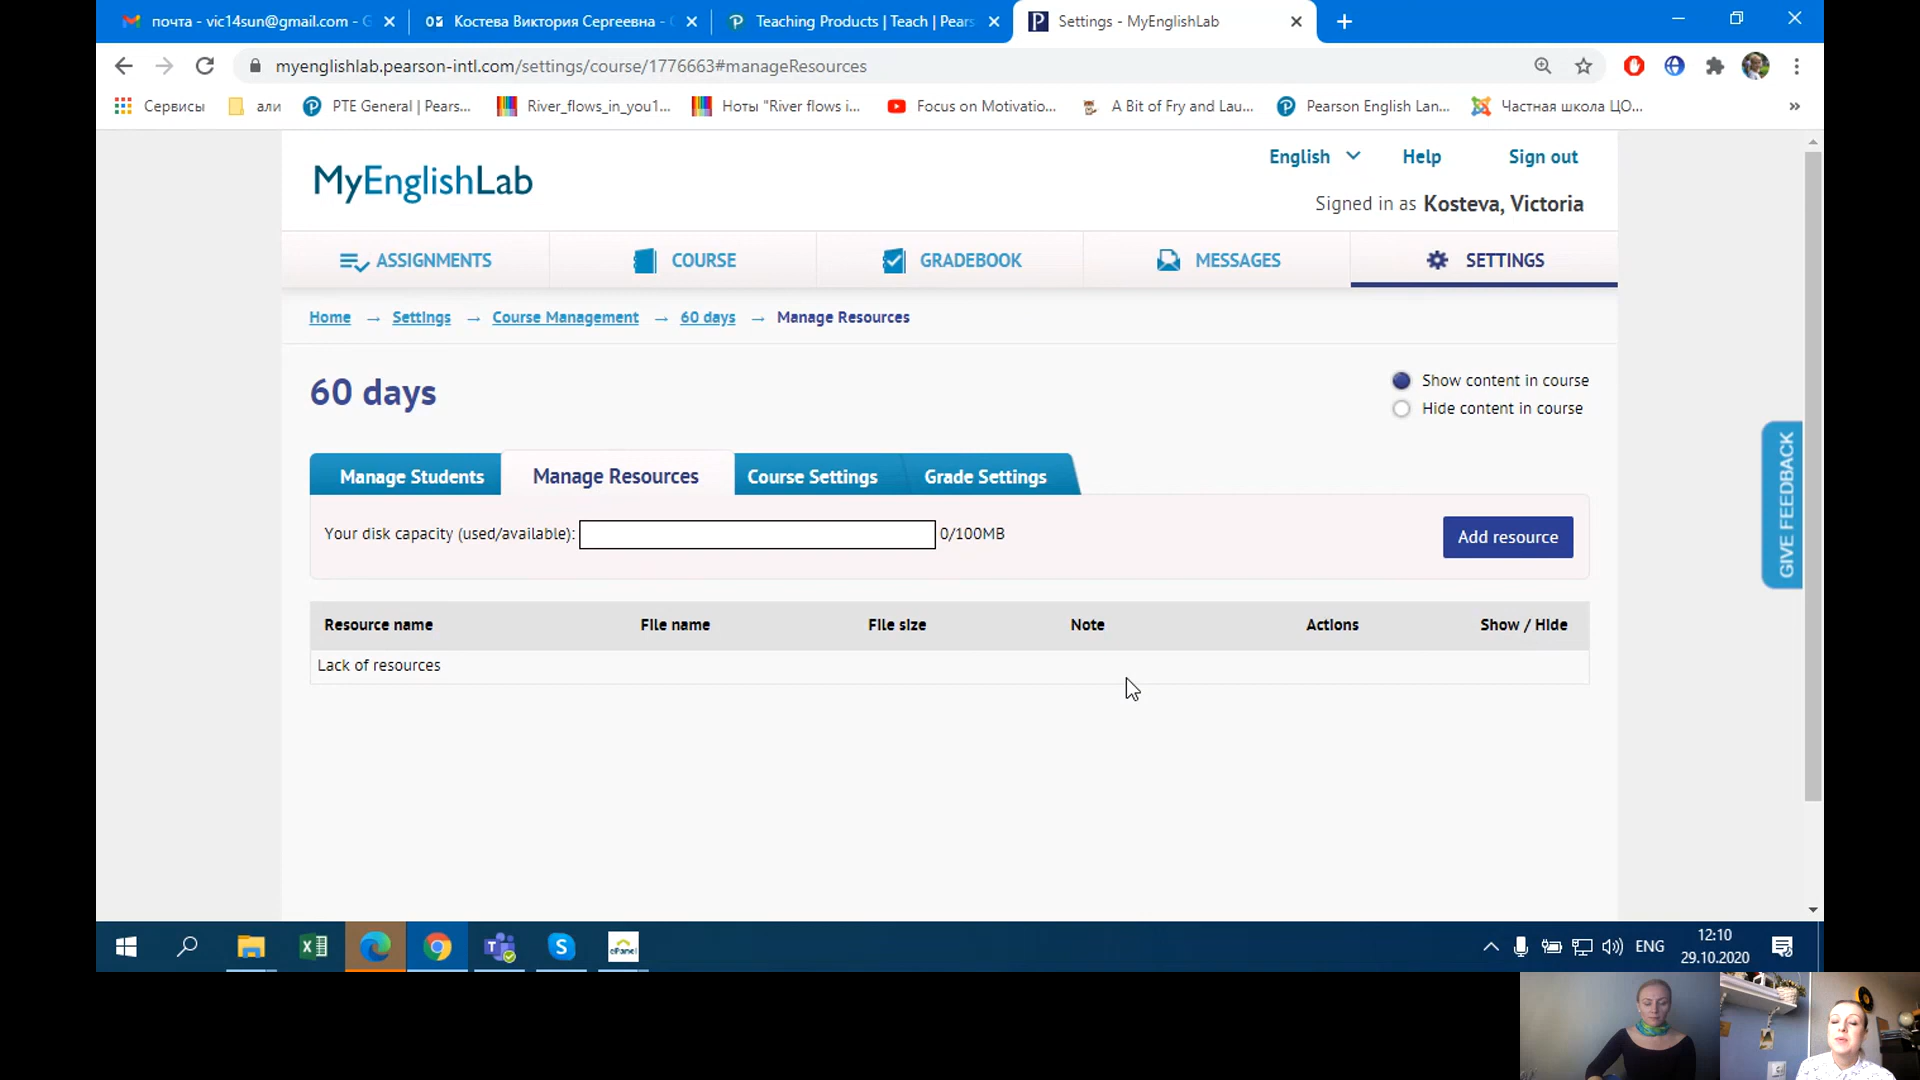 почта - vic14sun@gmail.com - G
Костева Виктория Сергеевна -
Teaching Products | Teach | Pears
Settings - MyEnglishLab
myenglishlab.pearson-intl.com/settings/course/1776663#manageResources
Сервисы
али
PTE General | Pears...
River_flows_in_you1...
Ноты "River flows i...
Focus on Motivatio...
A Bit of Fry and Lau...
Pearson English Lan...
Частная школа ЦО...
»
MyEnglishLab
English
Help
Sign out
Signed in as Kosteva, Victoria
ASSIGNMENTS
COURSE
GRADEBOOK
MESSAGES
SETTINGS
Home → Settings → Course Management → 60 days → Manage Resources
60 days
Show content in course
Hide content in course
Manage Students
Manage Resources
Course Settings
Grade Settings
Your disk capacity (used/available): 0/100MB
Add resource
GIVE FEEDBACK
Resource name
File name
File size
Note
Actions
Show / Hide
Lack of resources
ePanel
ENG
12:10
29.10.2020